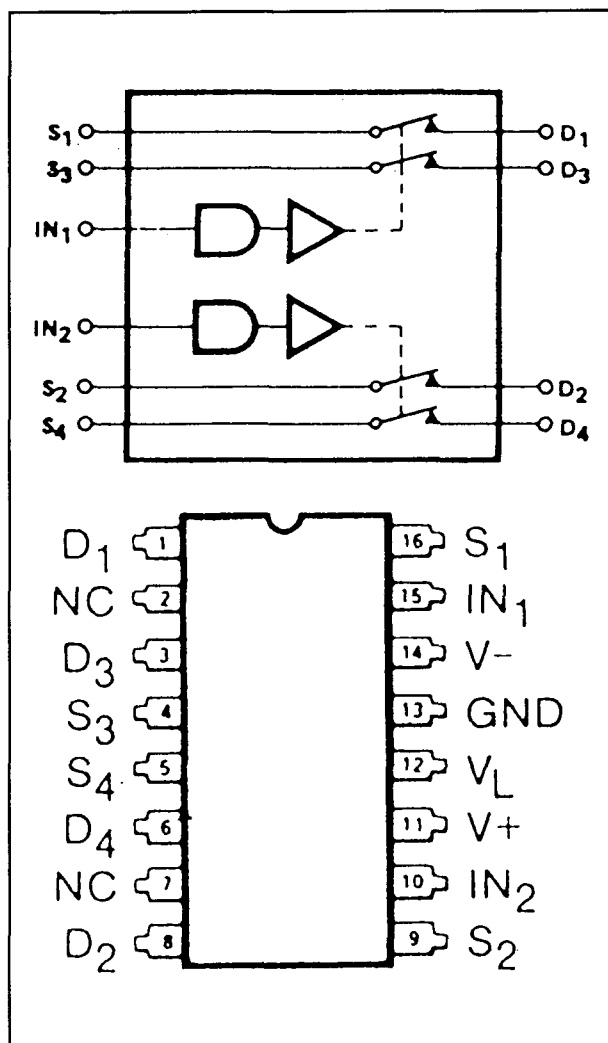 S1 D1
S3 D3
IN1
IN2
S2 D2
S4 D4
D1 1 16 S1
NC 2 15 IN1
D3 3 14 V-
S3 4 13 GND
S4 5 12 VL
D4 6 11 V+
NC 7 10 IN2
D2 8 9 S2